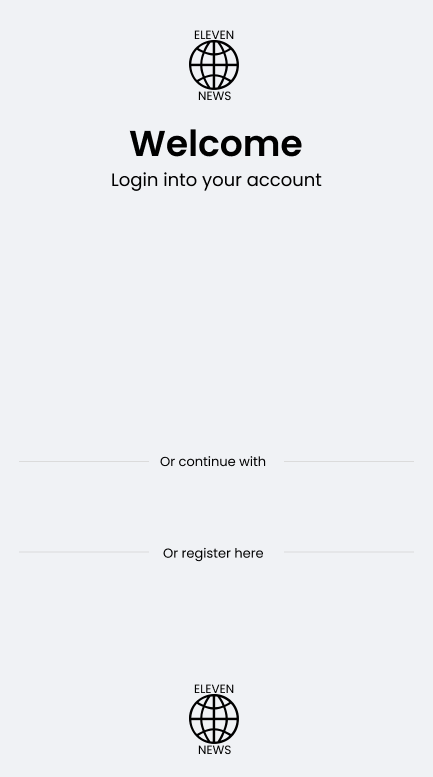 ELEVEN
NEWS
Welcome
Login into your account
Or continue with
Or register here
ELEVEN
NEWS